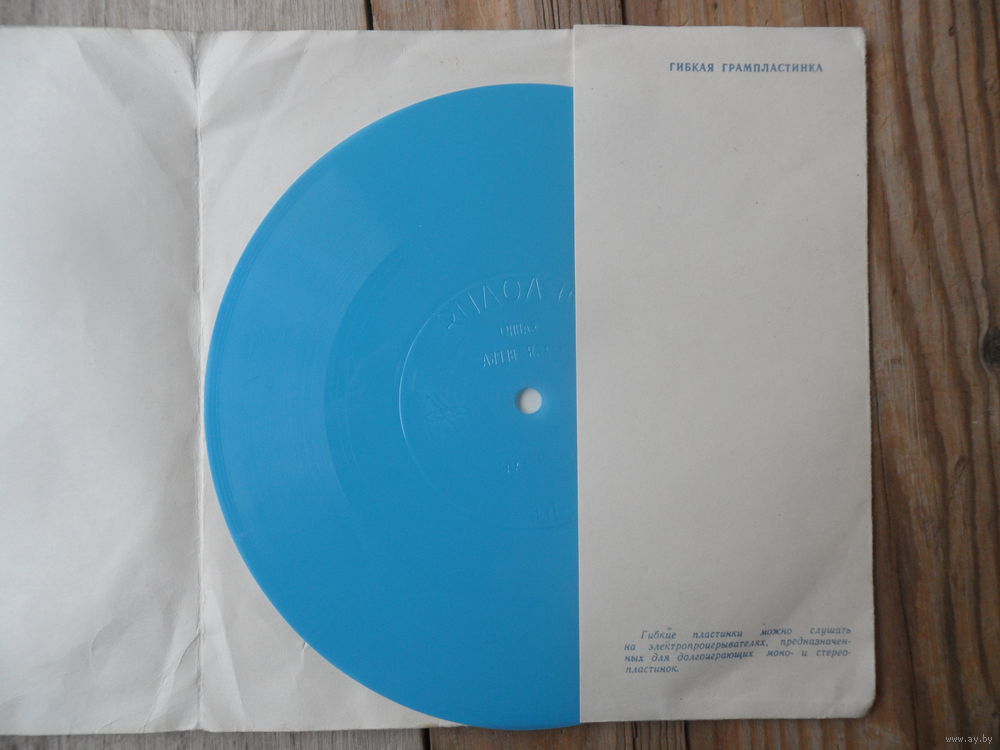 ГИБКАЯ ГРАМПЛАСТИНКА
Гибкие пластинки можно слушать
на электропроигрывателях, предназначен-
ных для долгоиграющих моно- и стерео-
пластинок.
www.ay.by